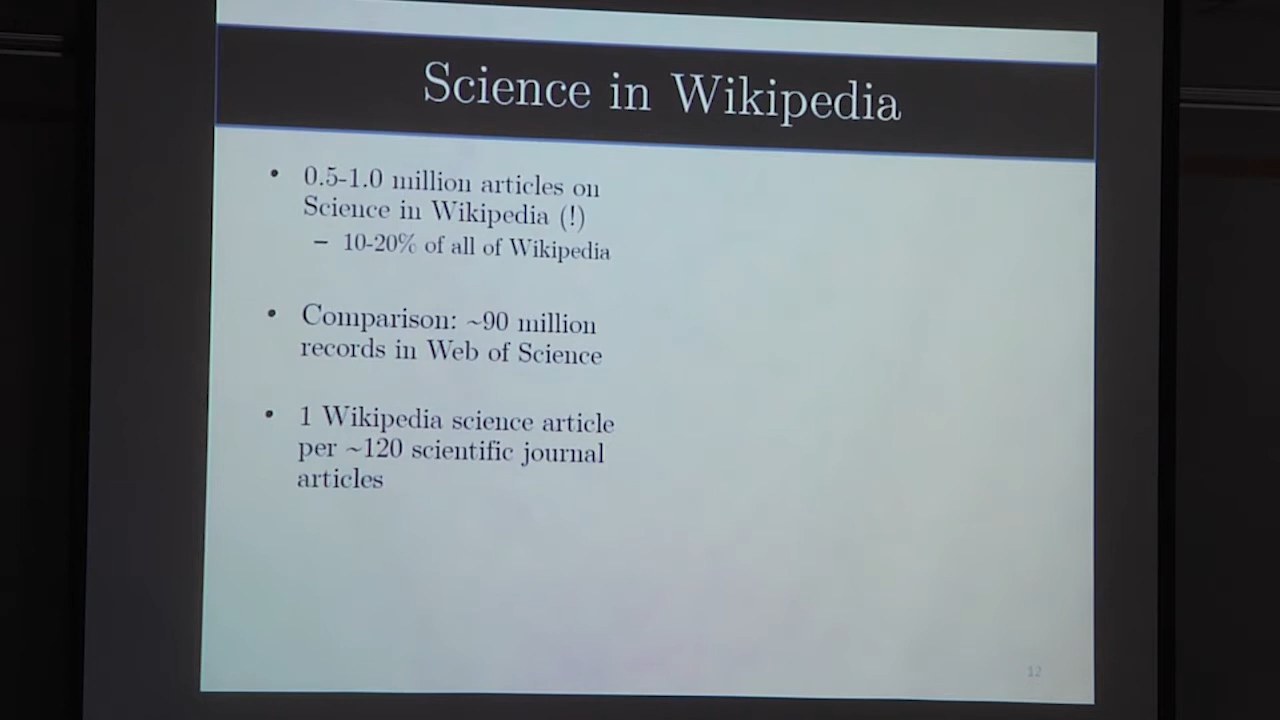 Science in Wikipedia
• 0.5-1.0 million articles on
Science in Wikipedia (!)
– 10-20% of all of Wikipedia
• Comparison: ~90 million
records in Web of Science
• 1 Wikipedia science article
per ~120 scientific journal
articles
12